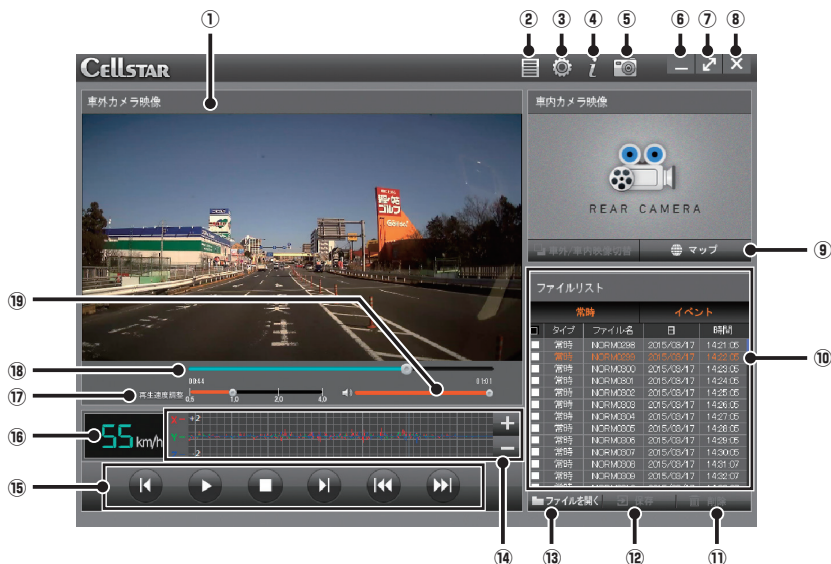 ① ② ③ ④ ⑤ ⑥ ⑦ ⑧
CELLSTAR
車外カメラ映像
車内カメラ映像
REAR CAMERA
車外/車内映像切替
マップ
⑨
ファイルリスト
常時 イベント
タイプ ファイル名 日 時間
常時 NORM0298 2015/03/17 14:21:05
常時 NORM0299 2015/03/17 14:22:05
常時 NORM0300 2015/03/17 14:23:05
常時 NORM0301 2015/03/17 14:24:05
常時 NORM0302 2015/03/17 14:25:05
常時 NORM0303 2015/03/17 14:26:05
常時 NORM0304 2015/03/17 14:27:05
常時 NORM0305 2015/03/17 14:28:05
常時 NORM0306 2015/03/17 14:29:05
常時 NORM0307 2015/03/17 14:30:05
常時 NORM0308 2015/03/17 14:31:07
常時 NORM0309 2015/03/17 14:32:07
⑩
ゴルフ
⑲
⑱
00:44 01:01
⑰
再生速度調整
0.5 1.0 2.0 4.0
⑯
55 km/h
X
Y
+2
-2
+
−
⑮
ファイルを開く
保存
削除
⑭ ⑬ ⑫ ⑪